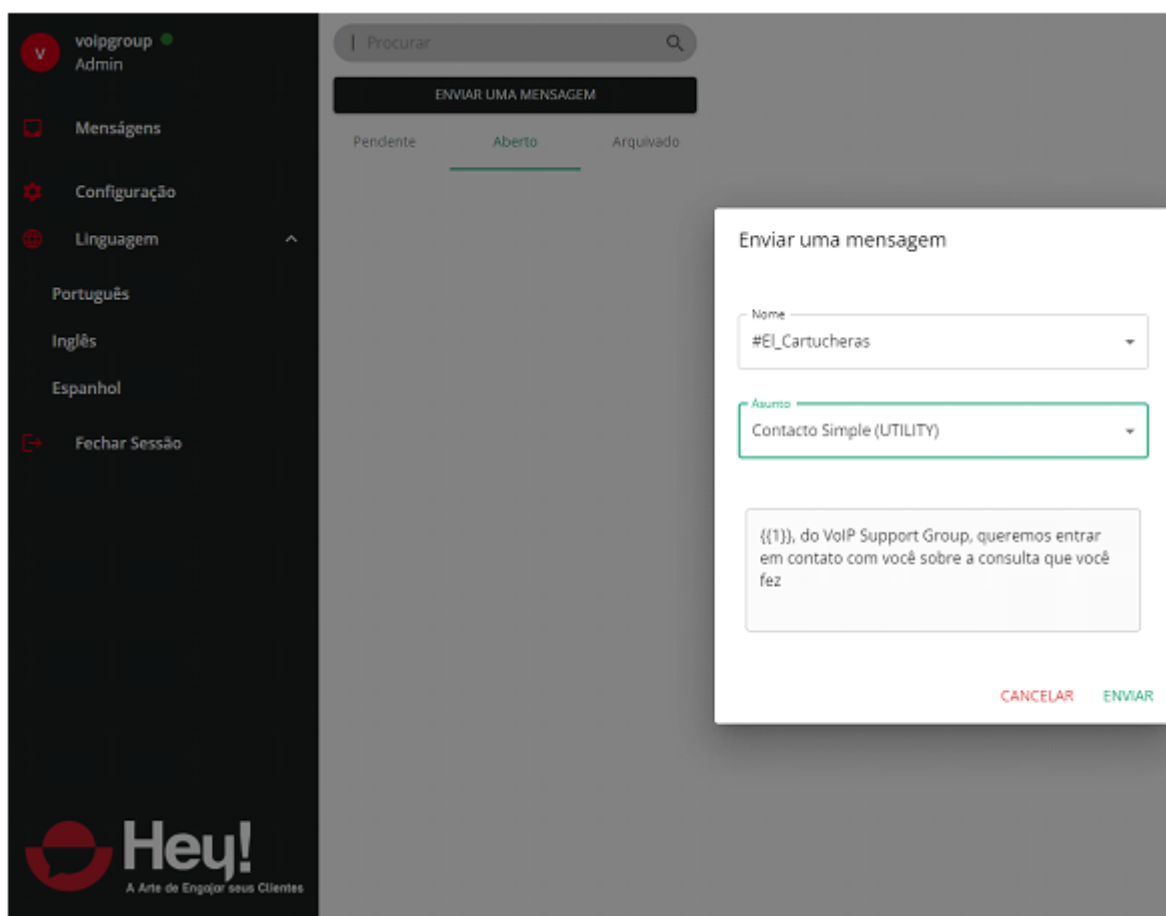 V
voipgroup
Admin
Menságens
Configuração
Linguagem
Português
Inglês
Espanhol
Fechar Sessão
Hey!
A Arte de Engajar seus Clientes
Procurar
ENVIAR UMA MENSAGEM
Pendente Aberto Arquivado
Enviar uma mensagem
Nome
#El_Cartucheras
Asunto
Contacto Simple (UTILITY)
{{1}}, do VoIP Support Group, queremos entrar
em contato com você sobre a consulta que você
fez
CANCELAR ENVIAR